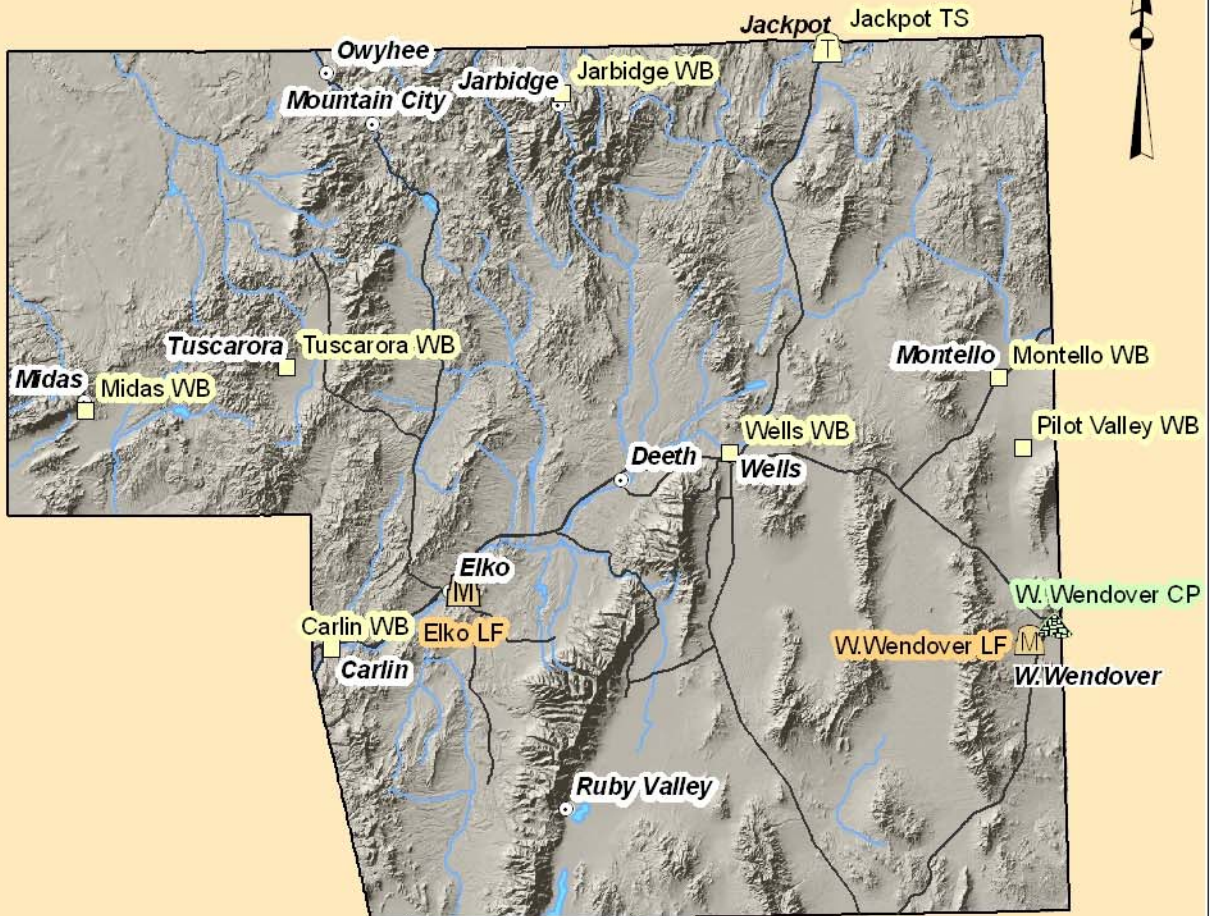 Jackpot
Jackpot TS
T
Owyhee
Jarbidge
Jarbidge WB
Mountain City
Tuscarora
Tuscarora WB
Montello
Montello WB
Midas
Midas WB
Wells WB
Pilot Valley WB
Deeth
Wells
Elko
M
W. Wendover CP
Carlin WB
Elko LF
W.Wendover LF
M
Carlin
W.Wendover
Ruby Valley